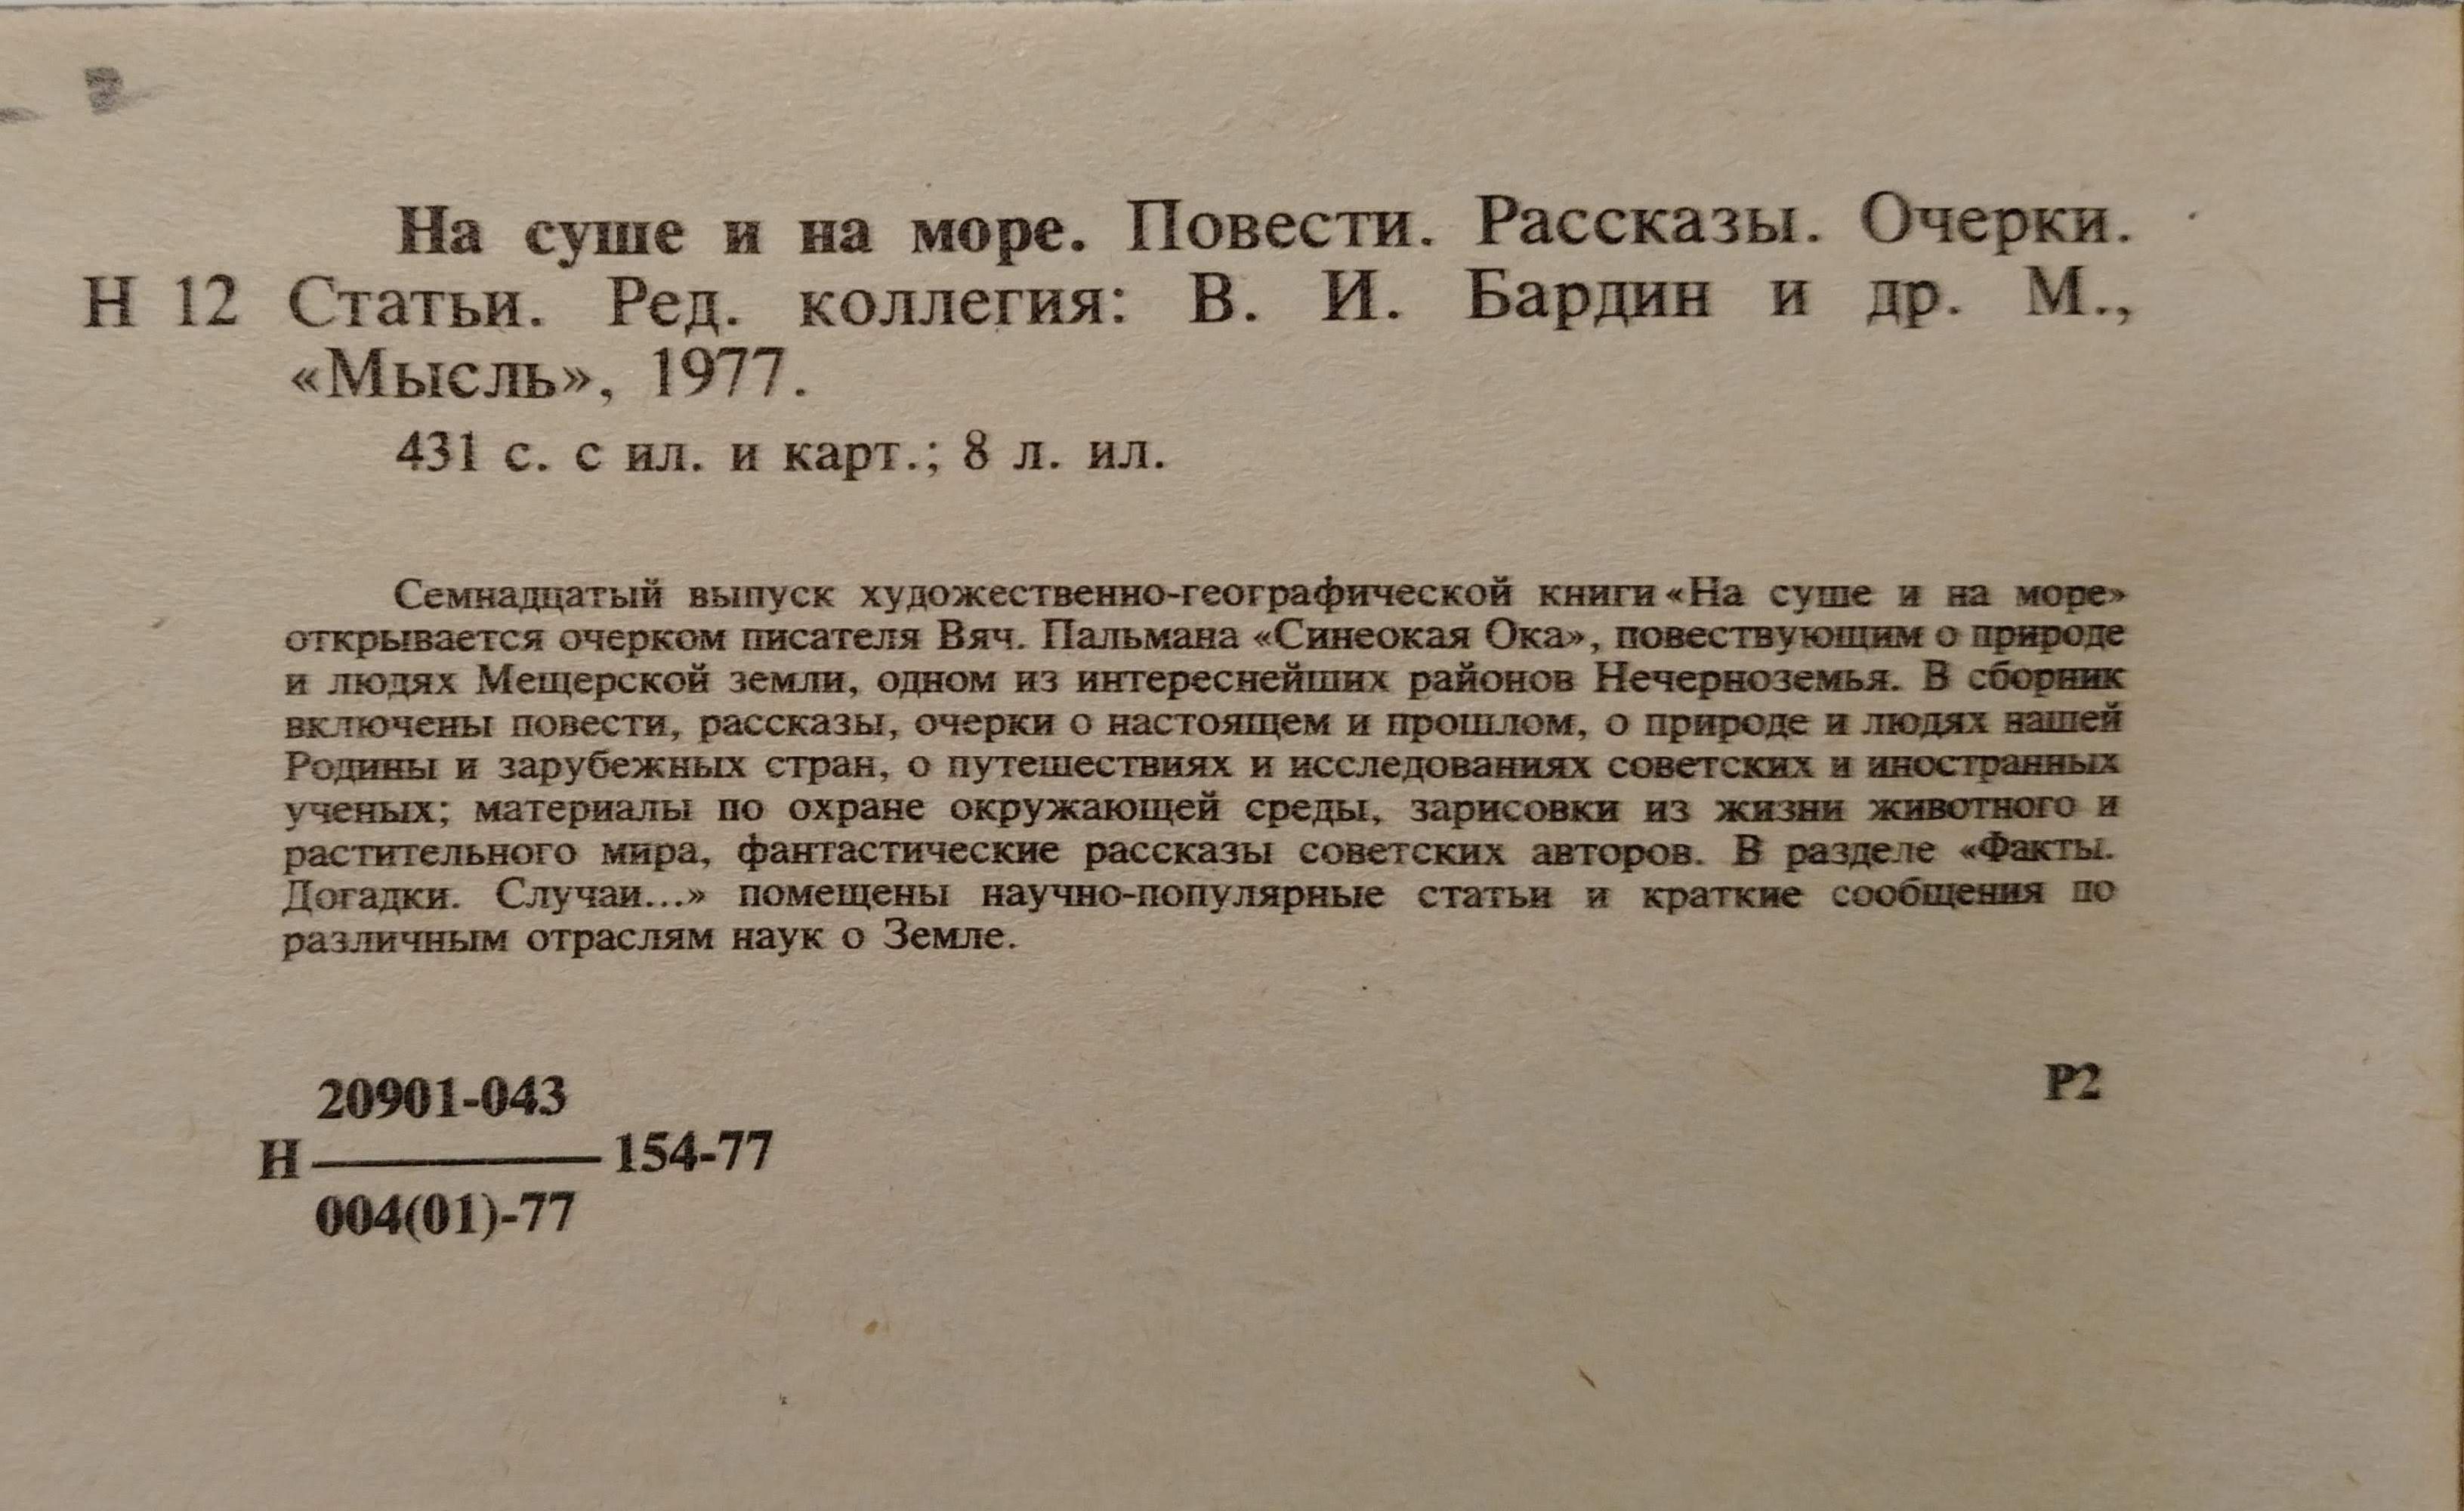 На суше и на море. Повести. Рассказы. Очерки.
Н 12 Статьи. Ред. коллегия: В. И. Бардин и др. М.,
«Мысль», 1977.
431 с. с ил. и карт.; 8 л. ил.
Семнадцатый выпуск художественно-географической книги «На суше и на море»
открывается очерком писателя Вяч. Пальмана «Синеокая Ока», повествующим о природе
и людях Мещерской земли, одном из интереснейших районов Нечерноземья. В сборник
включены повести, рассказы, очерки о настоящем и прошлом, о природе и людях нашей
Родины и зарубежных стран, о путешествиях и исследованиях советских и иностранных
ученых; материалы по охране окружающей среды, зарисовки из жизни животного и
растительного мира, фантастические рассказы советских авторов. В разделе «Факты.
Догадки. Случаи...» помещены научно-популярные статьи и краткие сообщения по
различным отраслям наук о Земле.
20901-043
Н 154-77
004(01)-77
Р2